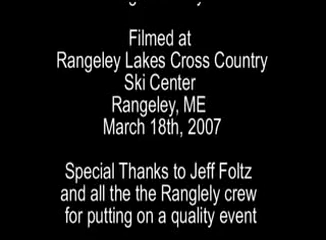 Filmed at
Rangeley Lakes Cross Country
Ski Center
Rangeley, ME
March 18th, 2007
Special Thanks to Jeff Foltz
and all the the Ranglely crew
for putting on a quality event